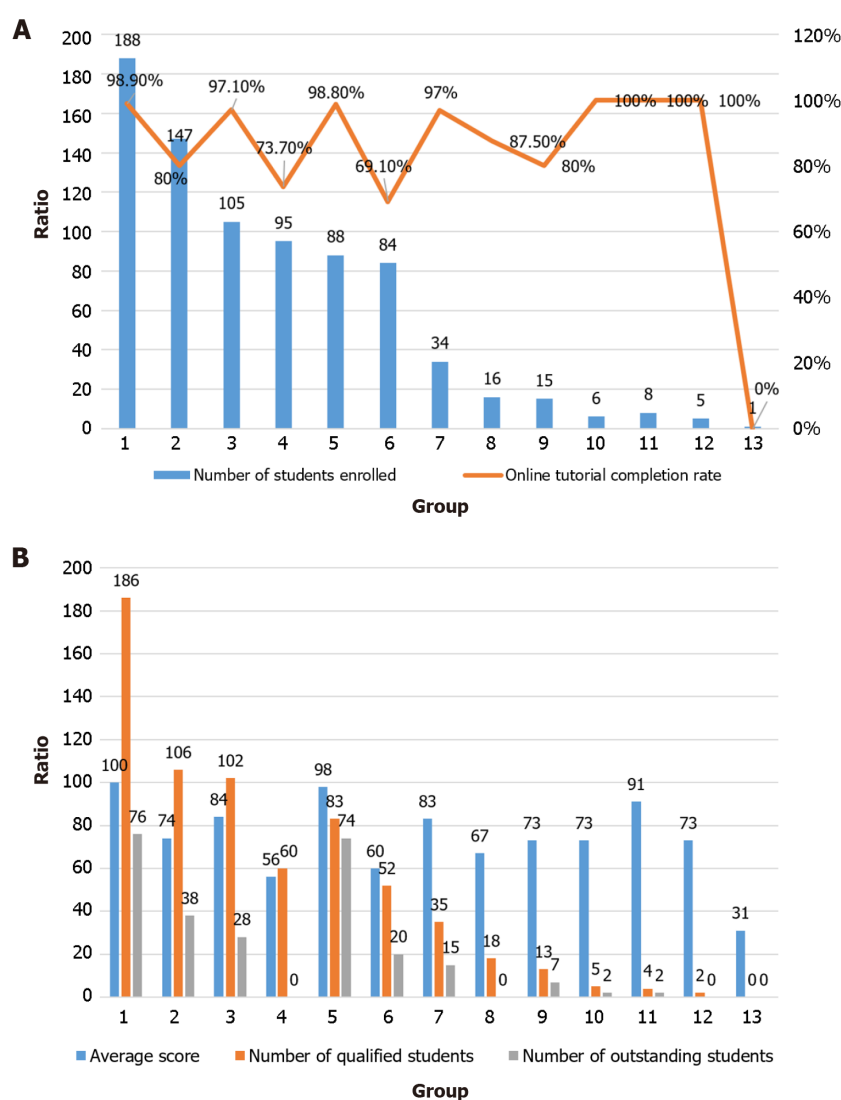 A
200
180
160
140
120
100
80
60
40
20
0
Ratio
120%
100%
80%
60%
40%
20%
0%
188
147
105
95
88
84
34
16
15
6
8
5
1
98.90%
80%
97.10%
73.70%
98.80%
69.10%
97%
87.50%
80%
100%
100%
100%
0%
1 2 3 4 5 6 7 8 9 10 11 12 13
Number of students enrolled Online tutorial completion rate
Group
B
200
180
160
140
120
100
80
60
40
20
0
Ratio
100 186 76
74 106 38
84 102 28
56 60 0
98 83 74
60 52 20
83 35 15
67 18 0
73 13 7
73 5 2
91 4 2
73 2 0
31 0 0
1 2 3 4 5 6 7 8 9 10 11 12 13
Average score Number of qualified students Number of outstanding students
Group